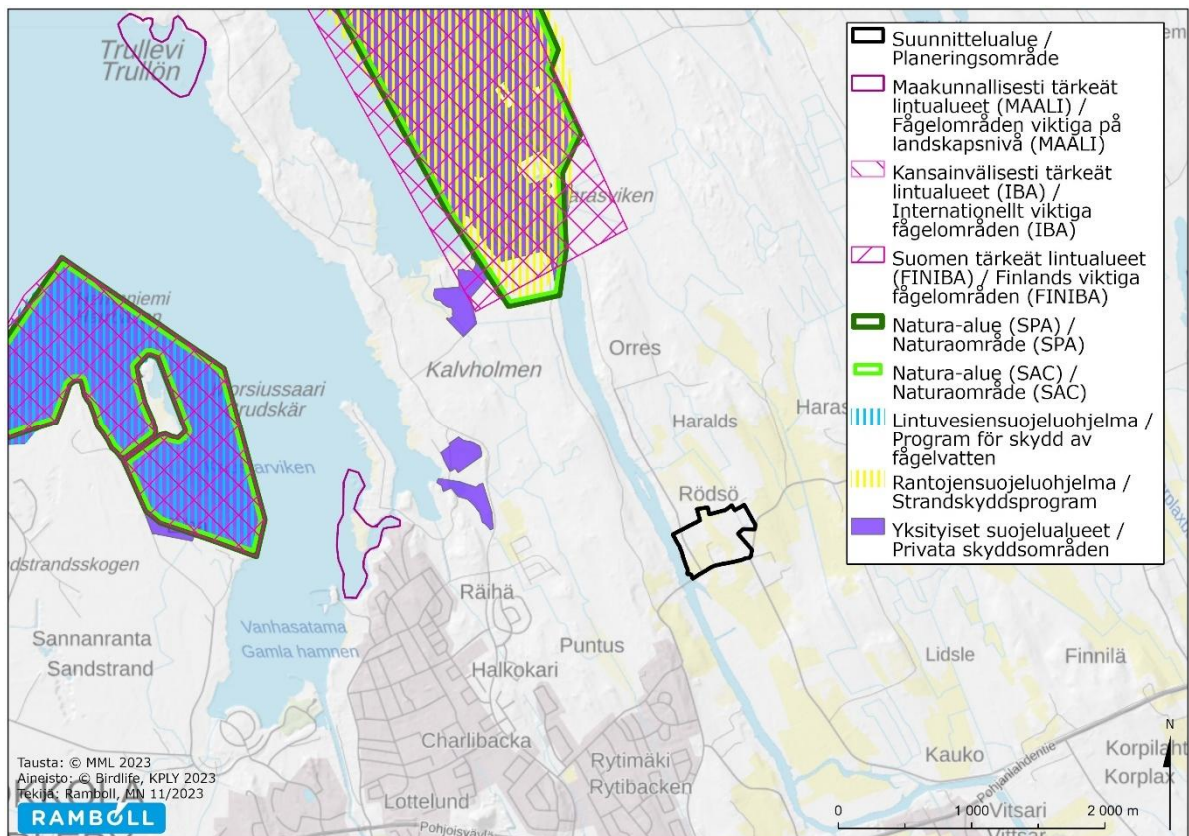 Trullevi
Trullön
Harasviken
Kalvholmen
Orres
Haralds
Haras
Rödsö
Räihä
Puntus
Halkokari
Vanhasatama
Gamla hamnen
Sannanranta
Sandstrand
Charlibacka
Rytimäki
Rytibacken
Lottelund
Pohjoisväylä
Lidsle
Finnilä
Kauko
Pohjanlahdentie
Korplax
Vitsari
Suunnittelualue /
Planeringsområde
Maakunnallisesti tärkeät
lintualueet (MAALI) /
Fågelområden viktiga på
landskapsnivå (MAALI)
Kansainvälisesti tärkeät
lintualueet (IBA) /
Internationellt viktiga
fågelområden (IBA)
Suomen tärkeät lintualueet
(FINIBA) / Finlands viktiga
fågelområden (FINIBA)
Natura-alue (SPA) /
Naturaområde (SPA)
Natura-alue (SAC) /
Naturaområde (SAC)
Lintuvesiensuojeluohjelma /
Program för skydd av
fågelvatten
Rantojensuojeluohjelma /
Strandskyddsprogram
Yksityiset suojelualueet /
Privata skyddsområden
N
0 1 000 2 000 m
Tausta: © MML 2023
Aineisto: © Birdlife, KPLY 2023
Tekijä: Ramboll, MN 11/2023
RAMBOLL